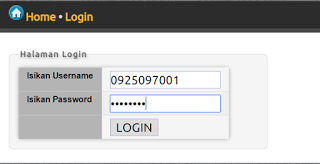 Home • Login
Halaman Login
Isikan Username 0925097001
Isikan Password ••••••••
LOGIN